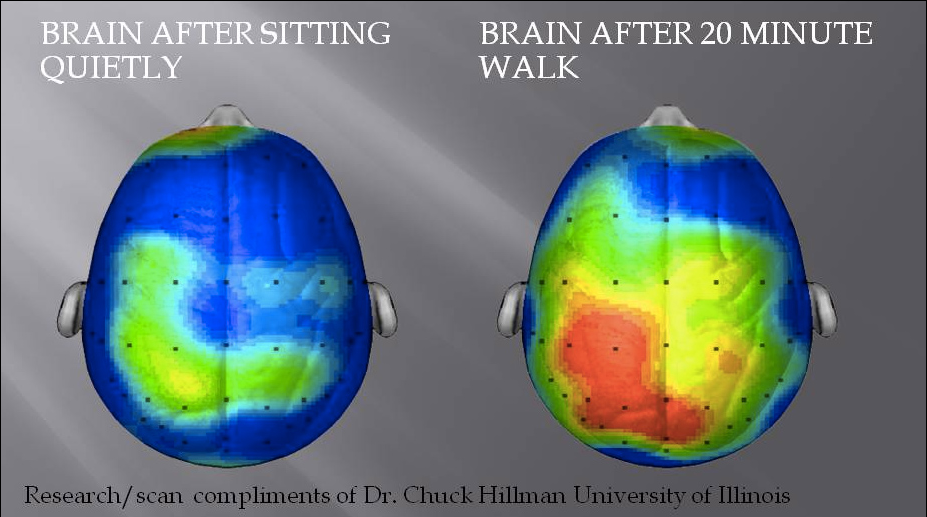 BRAIN AFTER SITTING
QUIETLY
BRAIN AFTER 20 MINUTE
WALK
Research/scan compliments of Dr. Chuck Hillman University of Illinois